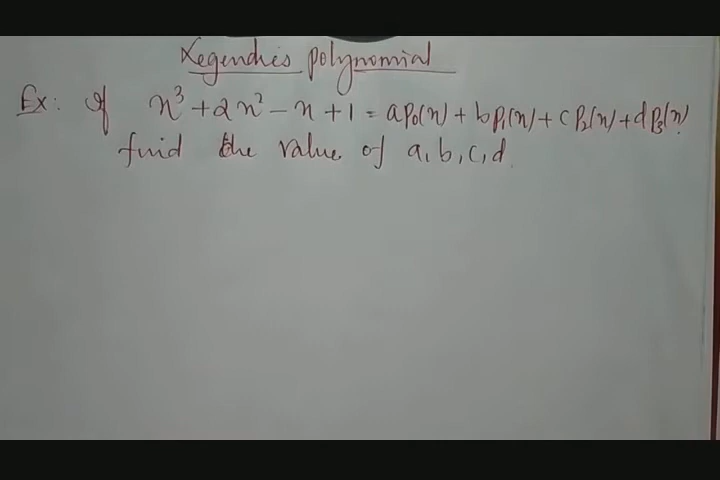 Legendre's polynomial
Ex: If x³ + 2x² - x + 1 = aP₀(x) + bP₁(x) + cP₂(x) + dP₃(x)
find the value of a, b, c, d